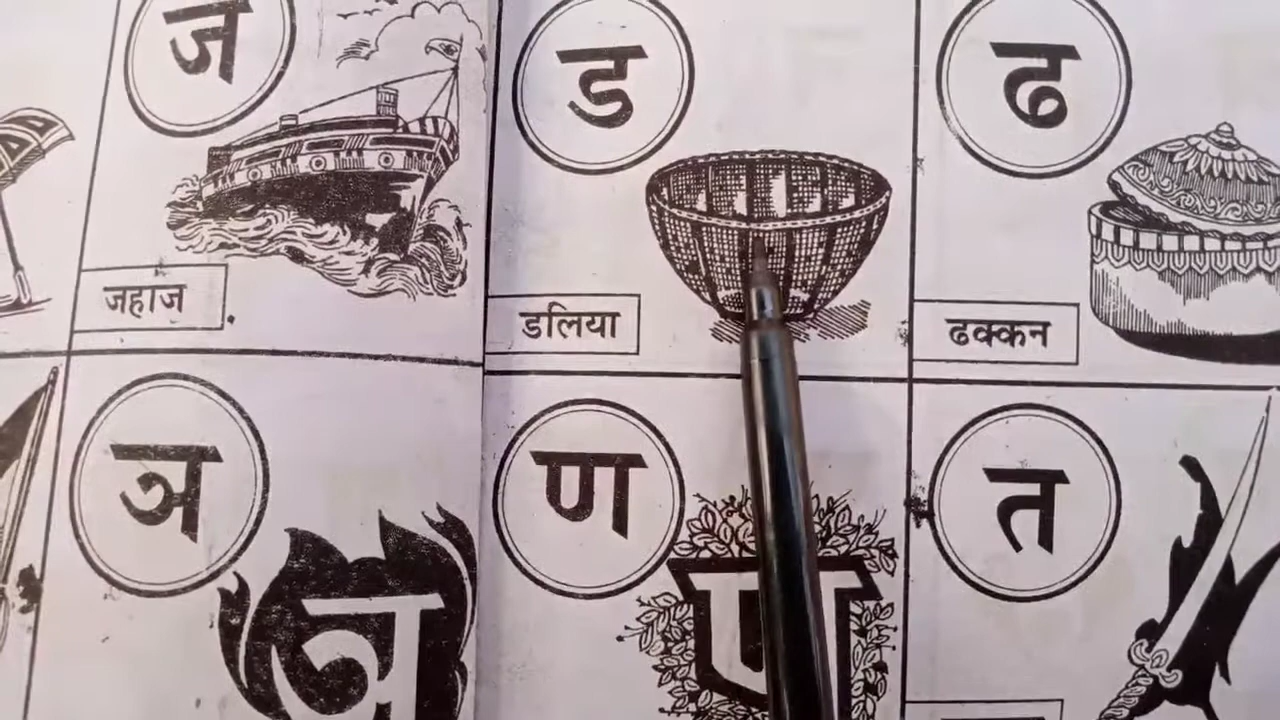 ज
जहाज
ड
डलिया
ढ
ढक्कन
ञ
ञ
ण
ण
त